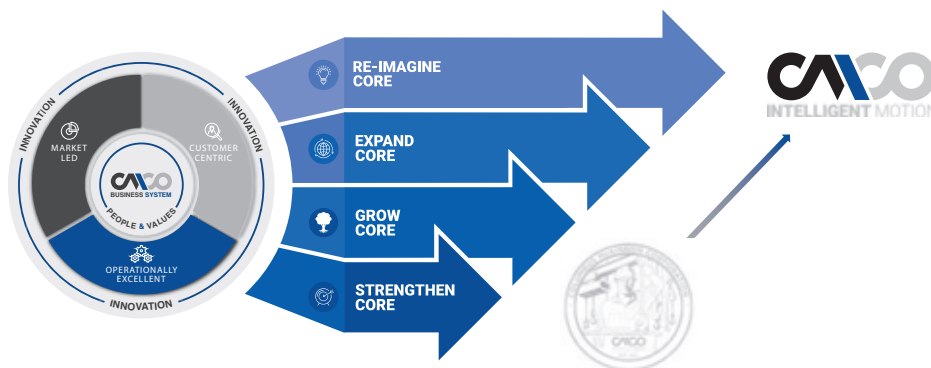 INNOVATION
INNOVATION
MARKET
LED
CUSTOMER
CENTRIC
CMCO
BUSINESS SYSTEM
PEOPLE & VALUES
OPERATIONALLY
EXCELLENT
INNOVATION
RE-IMAGINE
CORE
EXPAND
CORE
GROW
CORE
STRENGTHEN
CORE
CMCO
INTELLIGENT MOTION
CMCO